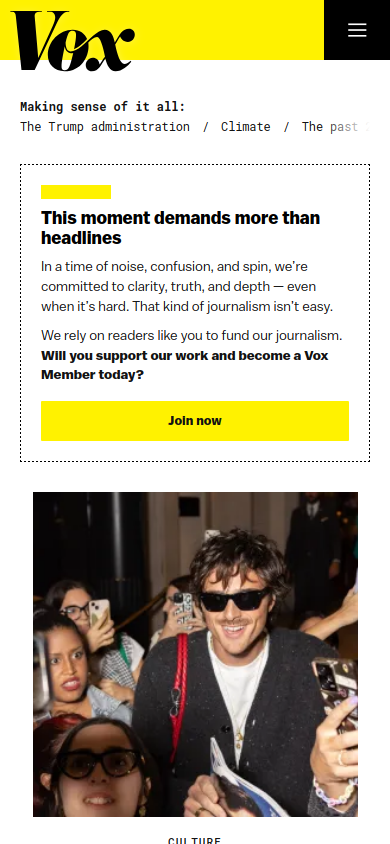 Vox
Making sense of it all:
The Trump administration / Climate / The past
This moment demands more than
headlines
In a time of noise, confusion, and spin, we’re
committed to clarity, truth, and depth — even
when it’s hard. That kind of journalism isn’t easy.
We rely on readers like you to fund our journalism.
Will you support our work and become a Vox
Member today?
Join now
CULTURE